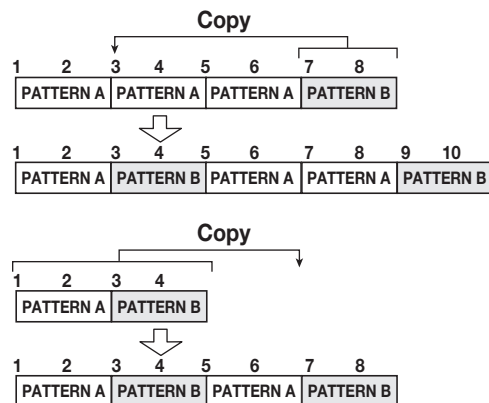 Copy
1 2 3 4 5 6 7 8
PATTERN A PATTERN A PATTERN A PATTERN B
1 2 3 4 5 6 7 8 9 10
PATTERN A PATTERN B PATTERN A PATTERN A PATTERN B
Copy
1 2 3 4
PATTERN A PATTERN B
1 2 3 4 5 6 7 8
PATTERN A PATTERN B PATTERN A PATTERN B